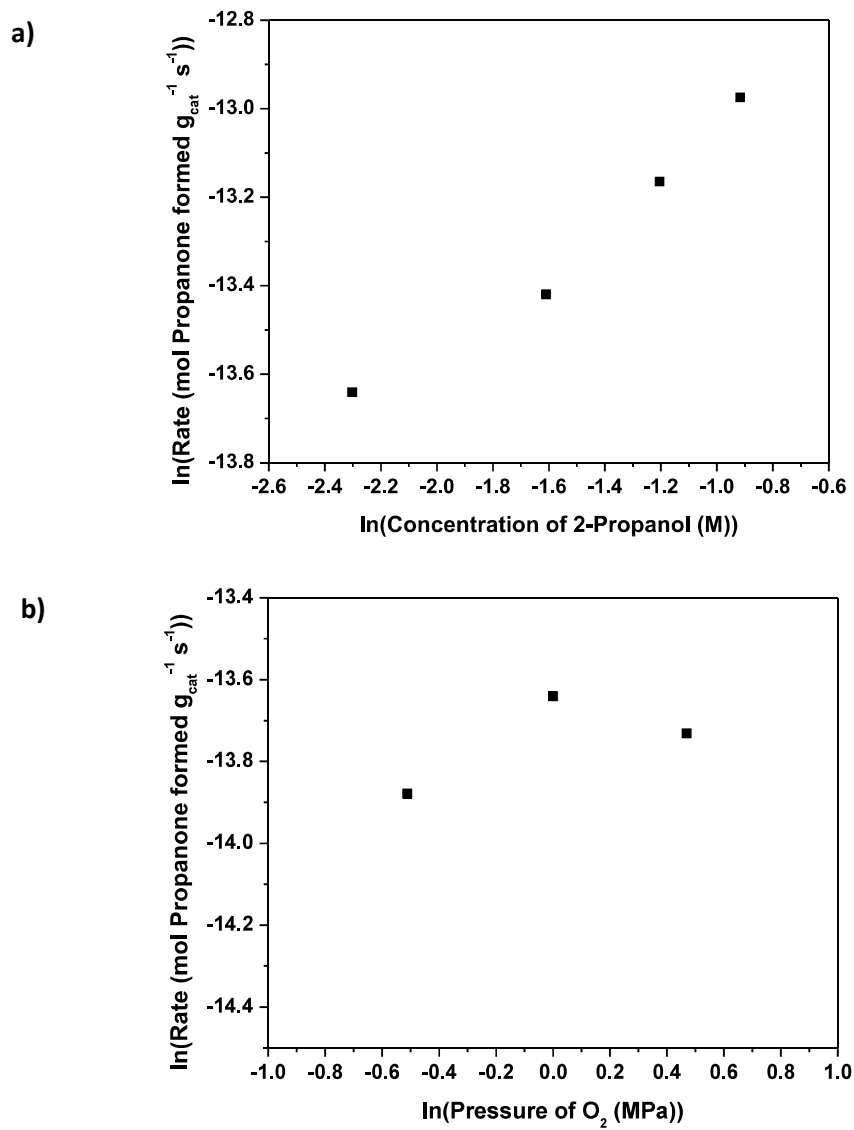 a)
ln(Rate (mol Propanone formed g_cat^-1 s^-1))
-12.8
-13.0
-13.2
-13.4
-13.6
-13.8
-2.6 -2.4 -2.2 -2.0 -1.8 -1.6 -1.4 -1.2 -1.0 -0.8 -0.6
ln(Concentration of 2-Propanol (M))
b)
ln(Rate (mol Propanone formed g_cat^-1 s^-1))
-13.4
-13.6
-13.8
-14.0
-14.2
-14.4
-1.0 -0.8 -0.6 -0.4 -0.2 0.0 0.2 0.4 0.6 0.8 1.0
ln(Pressure of O2 (MPa))